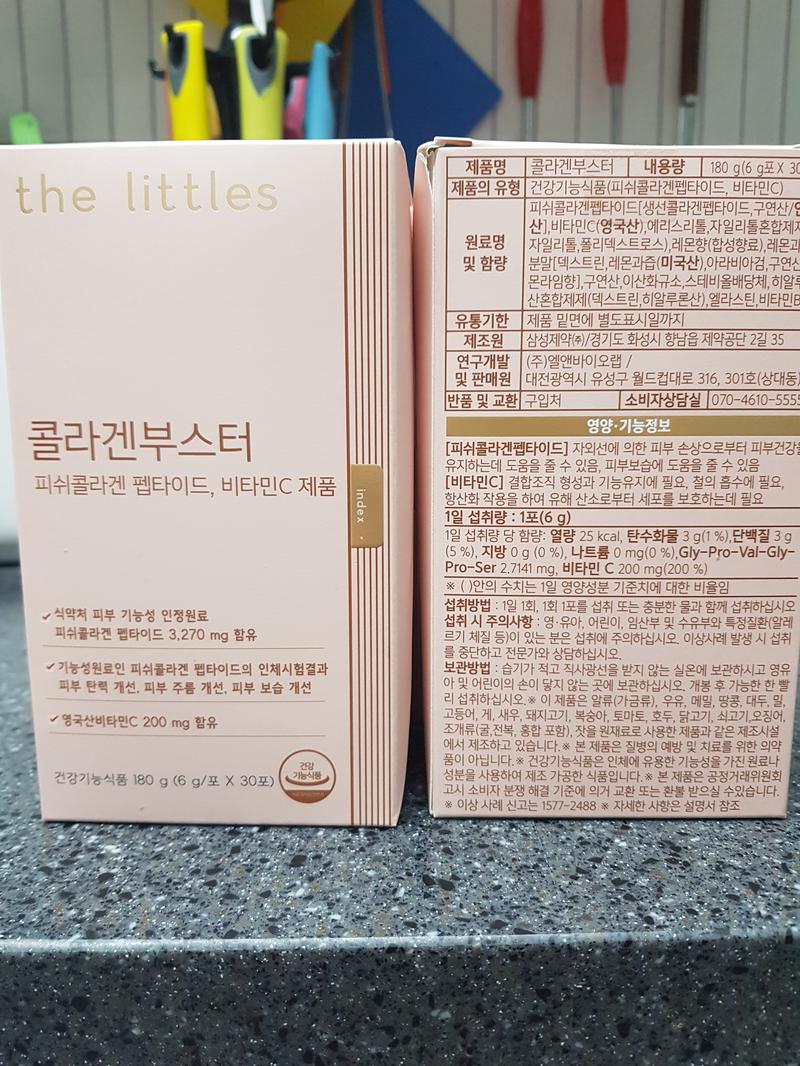 the littles
콜라겐부스터
피쉬콜라겐 펩타이드, 비타민C 제품
index .
식약처 피부 기능성 인정원료
피쉬콜라겐 펩타이드 3,270 mg 함유
기능성원료인 피쉬콜라겐 펩타이드의 인체시험결과
피부 탄력 개선, 피부 주름 개선, 피부 보습 개선
영국산비타민C 200 mg 함유
건강기능식품 180 g (6 g/포 X 30포)
건강
기능식품
제품명 콜라겐부스터 내용량 180 g(6 g포 X 30
제품의 유형 건강기능식품(피쉬콜라겐펩타이드, 비타민C)
원료명
및 함량
피쉬콜라겐펩타이드[생선콜라겐펩타이드,구연산/
산],비타민C(영국산),에리스리톨,자일리톨혼합제제
자일리톨,폴리덱스트로스),레몬향(합성향료),레몬과
분말[덱스트린,레몬과즙(미국산),아라비아검,구연산
몬라임향],구연산,이산화규소,스테비올배당체,히알루
산혼합제제(덱스트린,히알루론산),엘라스틴,비타민B
유통기한 제품 밑면에 별도표시일까지
제조원 삼성제약㈜/경기도 화성시 향남읍 제약공단 2길 35
연구개발
및 판매원
(주)엘앤바이오랩 /
대전광역시 유성구 월드컵대로 316, 301호(상대동)
반품 및 교환 구입처 소비자상담실 070-4610-5555
영양·기능정보
[피쉬콜라겐펩타이드] 자외선에 의한 피부 손상으로부터 피부건강을
유지하는데 도움을 줄 수 있음, 피부보습에 도움을 줄 수 있음
[비타민C] 결합조직 형성과 기능유지에 필요, 철의 흡수에 필요,
항산화 작용을 하여 유해 산소로부터 세포를 보호하는데 필요
1일 섭취량 : 1포(6 g)
1일 섭취량 당 함량: 열량 25 kcal, 탄수화물 3 g(1 %),단백질 3 g
(5 %), 지방 0 g (0 %), 나트륨 0 mg(0 %),Gly-Pro-Val-Gly-
Pro-Ser 2.7141 mg, 비타민 C 200 mg(200 %)
※ ( )안의 수치는 1일 영양성분 기준치에 대한 비율임
섭취방법 : 1일 1회, 1회 1포를 섭취 또는 충분한 물과 함께 섭취하십시오
섭취 시 주의사항 : 영·유아, 어린이, 임산부 및 수유부와 특정질환(알레
르기 체질 등)이 있는 분은 섭취에 주의하십시오. 이상사례 발생 시 섭취
를 중단하고 전문가와 상담하십시오.
보관방법 : 습기가 적고 직사광선을 받지 않는 실온에 보관하시고 영유
아 및 어린이의 손이 닿지 않는 곳에 보관하십시오. 개봉 후 가능한 한 빨
리 섭취하십시오. ※ 이 제품은 알류(가금류), 우유, 메밀, 땅콩, 대두, 밀,
고등어, 게, 새우, 돼지고기, 복숭아, 토마토, 호두, 닭고기, 쇠고기,오징어,
조개류(굴,전복, 홍합 포함), 잣을 원재료로 사용한 제품과 같은 제조시설
에서 제조하고 있습니다. ※ 본 제품은 질병의 예방 및 치료를 위한 의약
품이 아닙니다. ※ 건강기능식품은 인체에 유용한 기능성을 가진 원료나
성분을 사용하여 제조 가공한 식품입니다. ※ 본 제품은 공정거래위원회
고시 소비자 분쟁 해결 기준에 의거 교환 또는 환불 받으실 수있습니다.
※ 이상 사례 신고는 1577-2488 ※ 자세한 사항은 설명서 참조